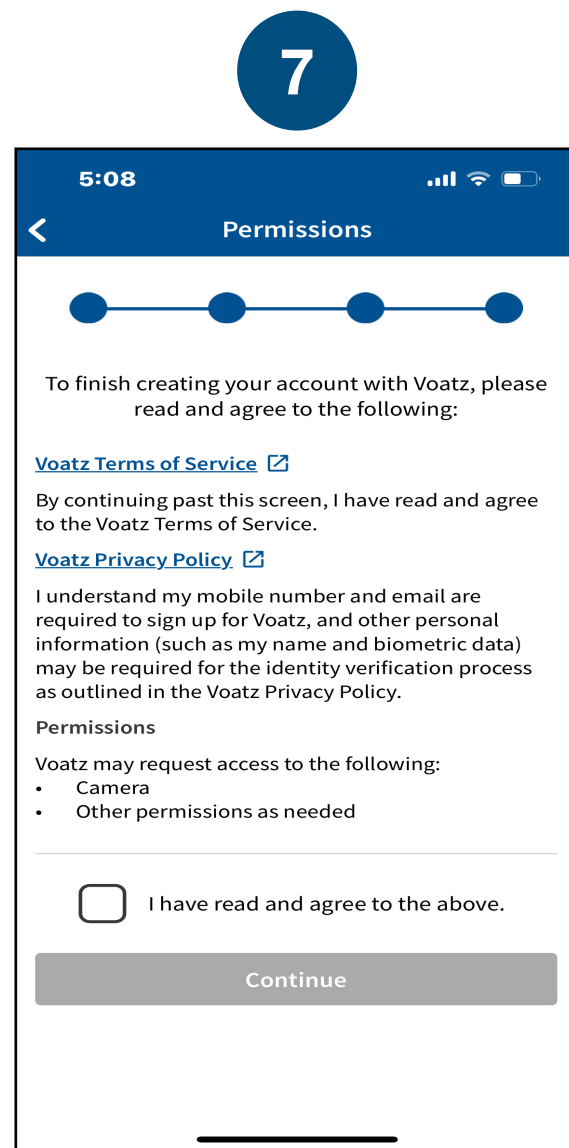 7
5:08
Permissions
To finish creating your account with Voatz, please
read and agree to the following:
Voatz Terms of Service
By continuing past this screen, I have read and agree
to the Voatz Terms of Service.
Voatz Privacy Policy
I understand my mobile number and email are
required to sign up for Voatz, and other personal
information (such as my name and biometric data)
may be required for the identity verification process
as outlined in the Voatz Privacy Policy.
Permissions
Voatz may request access to the following:
• Camera
• Other permissions as needed
I have read and agree to the above.
Continue